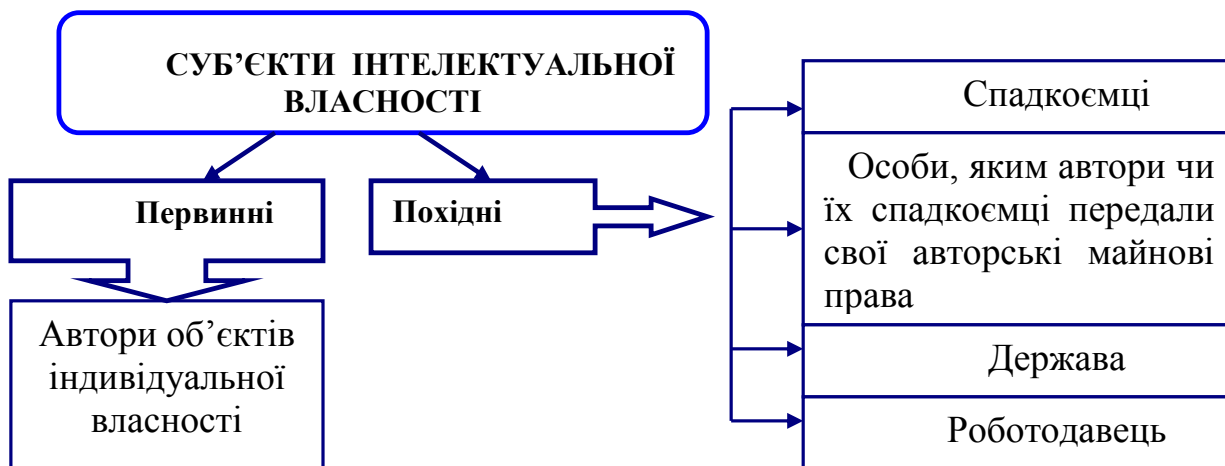 СУБ’ЄКТИ ІНТЕЛЕКТУАЛЬНОЇ
ВЛАСНОСТІ
Первинні
Похідні
Автори об’єктів
індивідуальної
власності
Спадкоємці
Особи, яким автори чи
їх спадкоємці передали
свої авторські майнові
права
Держава
Роботодавець